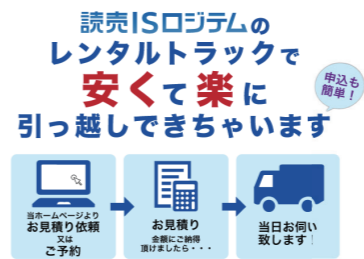 読売ISロジテムの
レンタルトラックで
安くて楽に
引っ越しできちゃいます
申込も
簡単！
当ホームページより
お見積り依頼
又は
ご予約
お見積り
金額にご納得
頂けましたら・・・
当日お伺い
致します！